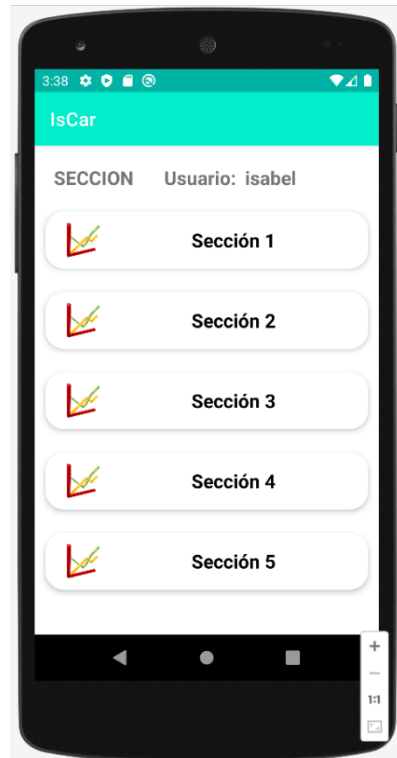 3:38
IsCar
SECCION Usuario: isabel
Sección 1
Sección 2
Sección 3
Sección 4
Sección 5
1:1